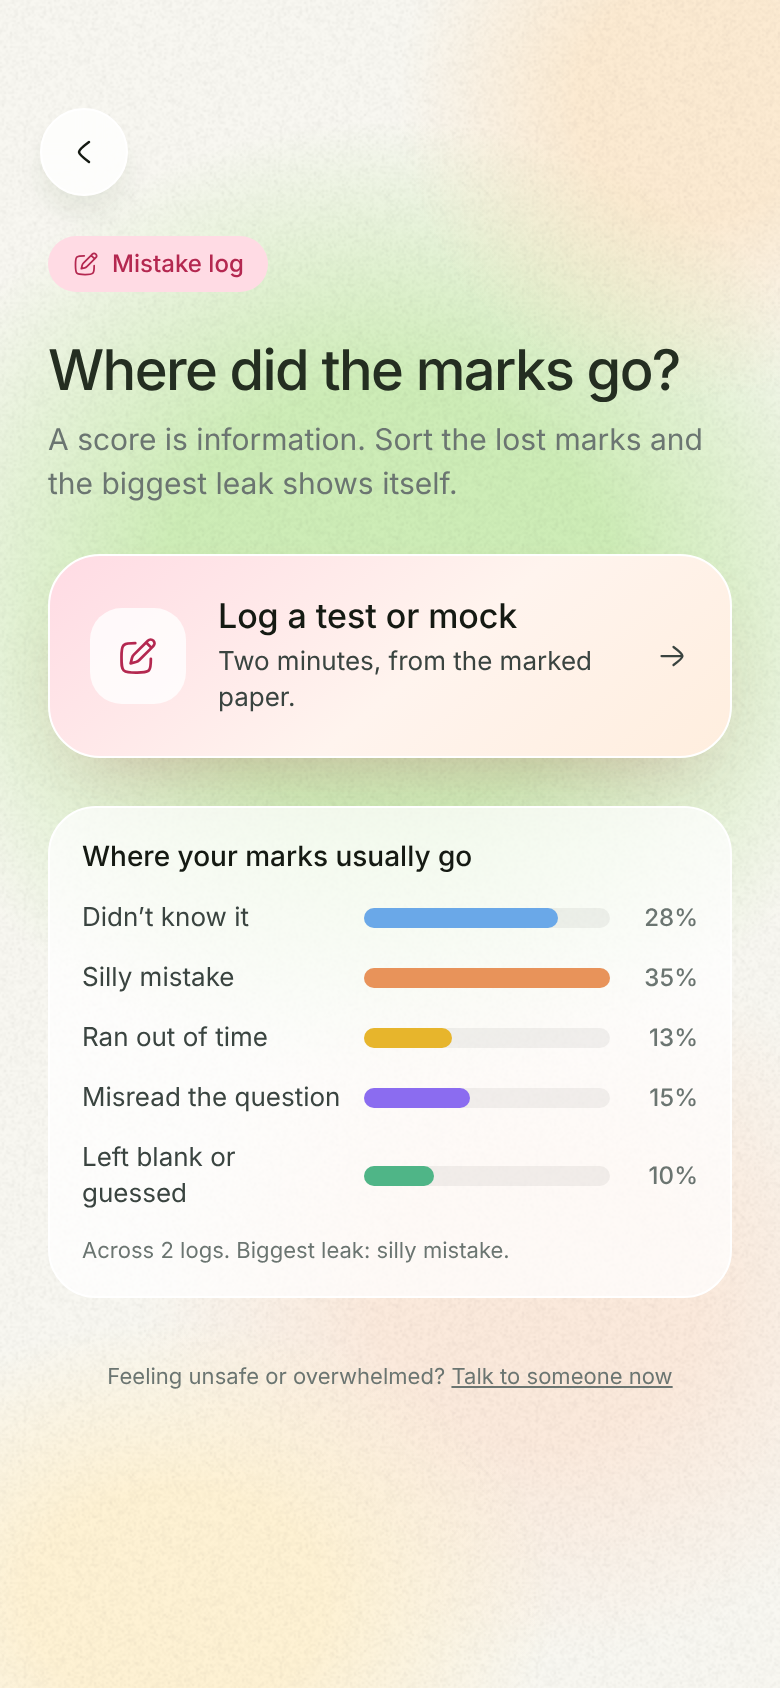 Mistake log
Where did the marks go?
A score is information. Sort the lost marks and
the biggest leak shows itself.
Log a test or mock
Two minutes, from the marked
paper.
Where your marks usually go
Didn’t know it 28%
Silly mistake 35%
Ran out of time 13%
Misread the question 15%
Left blank or
guessed 10%
Across 2 logs. Biggest leak: silly mistake.
Feeling unsafe or overwhelmed? Talk to someone now